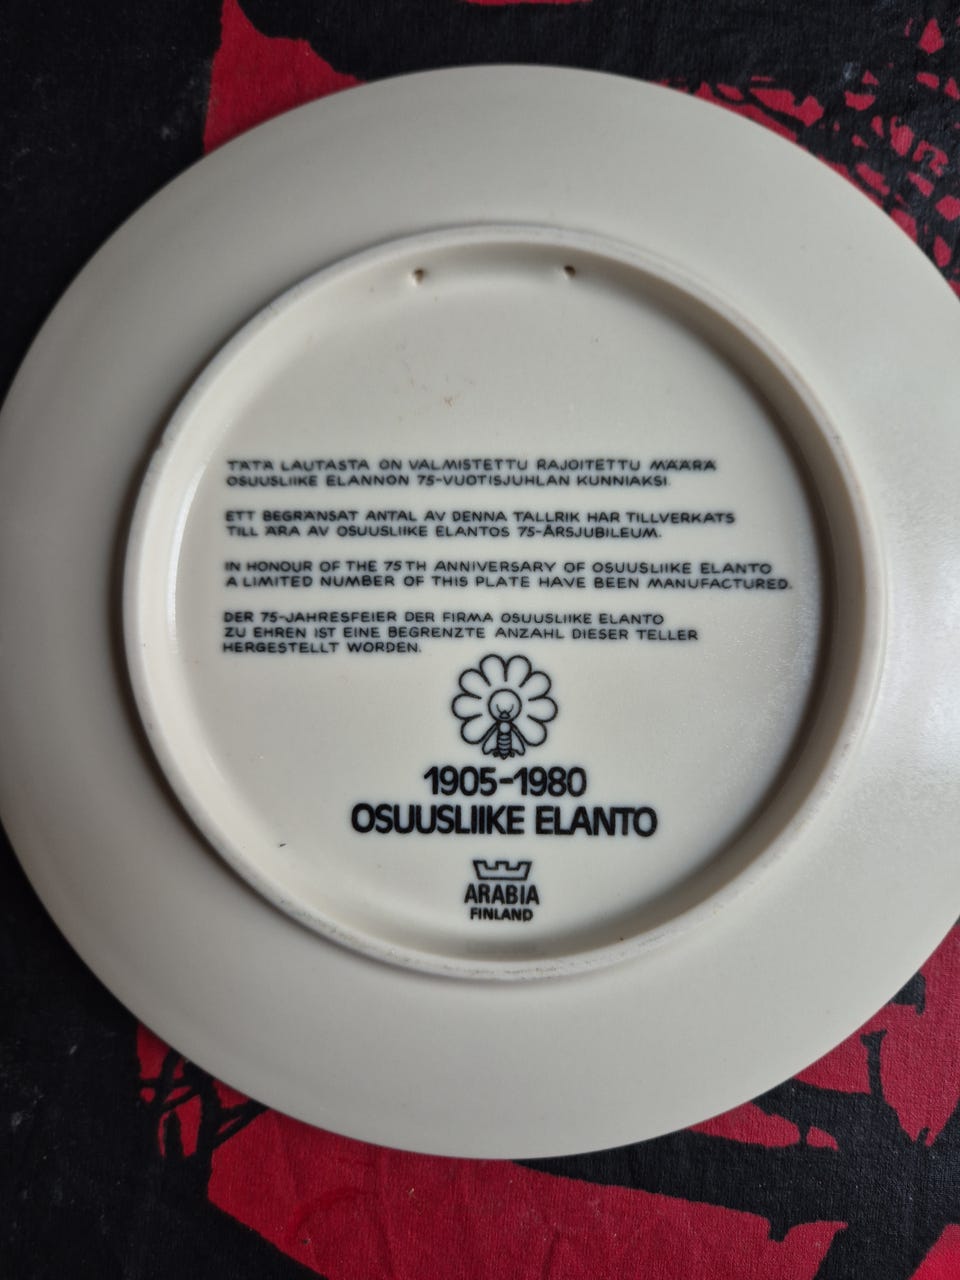 TÄTÄ LAUTASTA ON VALMISTETTU RAJOITETTU MÄÄRÄ
OSUUSLIIKE ELANNON 75-VUOTISJUHLAN KUNNIAKSI.
ETT BEGRÄNSAT ANTAL AV DENNA TALLRIK HAR TILLVERKATS
TILL ÄRA AV OSUUSLIIKE ELANTOS 75-ÅRSJUBILEUM.
IN HONOUR OF THE 75TH ANNIVERSARY OF OSUUSLIIKE ELANTO
A LIMITED NUMBER OF THIS PLATE HAVE BEEN MANUFACTURED.
DER 75-JAHRESFEIER DER FIRMA OSUUSLIIKE ELANTO
ZU EHREN IST EINE BEGRENZTE ANZAHL DIESER TELLER
HERGESTELLT WORDEN.
1905-1980
OSUUSLIIKE ELANTO
ARABIA
FINLAND